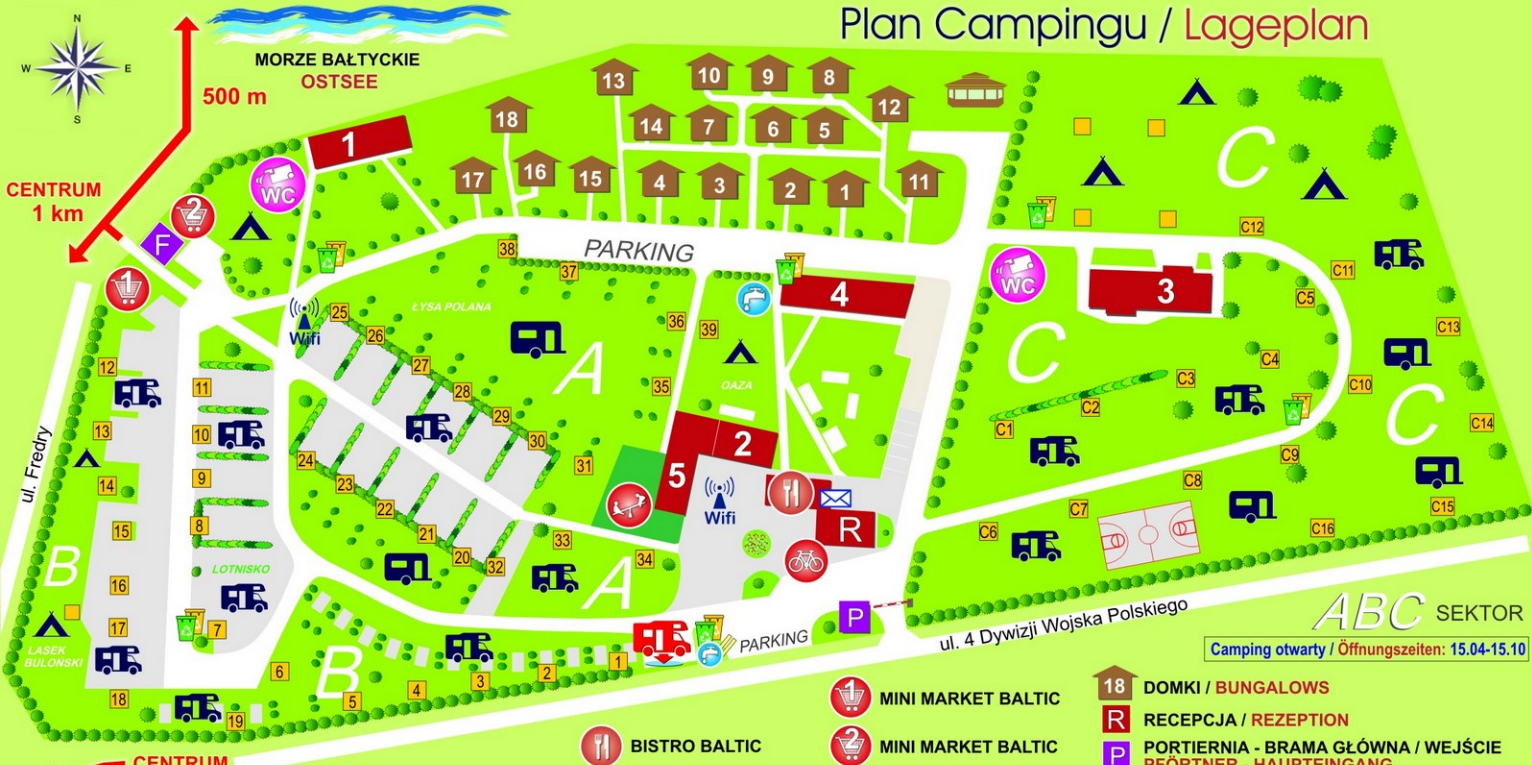 Plan Campingu / Lageplan
N
W E
S
MORZE BAŁTYCKIE
OSTSEE
500 m
CENTRUM
1 km
1
WC
2
F
1
13
10
9
8
12
18
14
7
6
5
17
16
15
4
3
2
1
11
C
PARKING
38
37
C12
WC
C11
3
4
C5
C13
ŁYSA POLANA
Wifi
25
26
36
39
A
C
C4
12
11
27
OAZA
35
28
C3
C10
C2
C
29
C1
C14
13
10
30
24
31
2
5
C9
ul. Fredry
14
9
23
C8
22
Wifi
C7
C15
15
8
21
33
R
C6
C16
B
LOTNISKO
20
32
34
A
16
17
7
LASEK
BULOŃSKI
P
PARKING
ul. 4 Dywizji Wojska Polskiego
ABC SEKTOR
Camping otwarty / Öffnungszeiten: 15.04-15.10
B
6
1
2
3
4
5
18
19
1 MINI MARKET BALTIC
18 DOMKI / BUNGALOWS
R RECEPCJA / REZEPTION
BISTRO BALTIC
2 MINI MARKET BALTIC
P PORTIERNIA - BRAMA GŁÓWNA / WEJŚCIE
PFÖRTNER - HAUPTEINGANG
CENTRUM